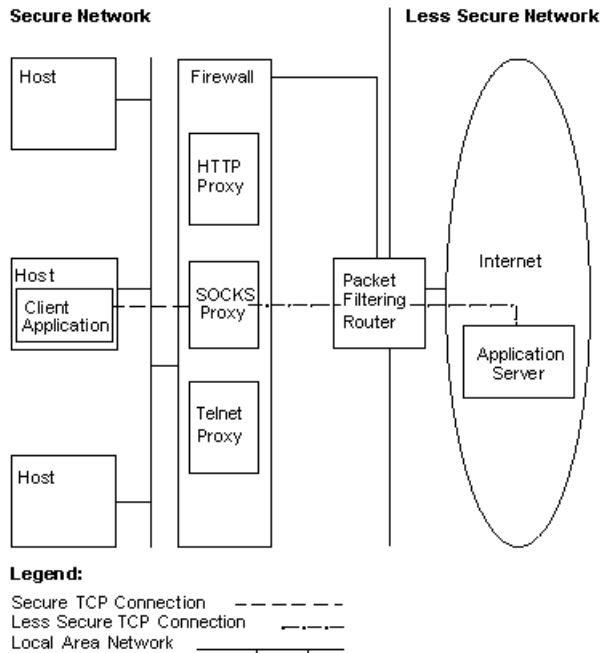 Secure Network
Less Secure Network
Host
Firewall
HTTP
Proxy
Host
Client
Application
SOCKS
Proxy
Packet
Filtering
Router
Internet
Application
Server
Telnet
Proxy
Host
Legend:
Secure TCP Connection
Less Secure TCP Connection
Local Area Network